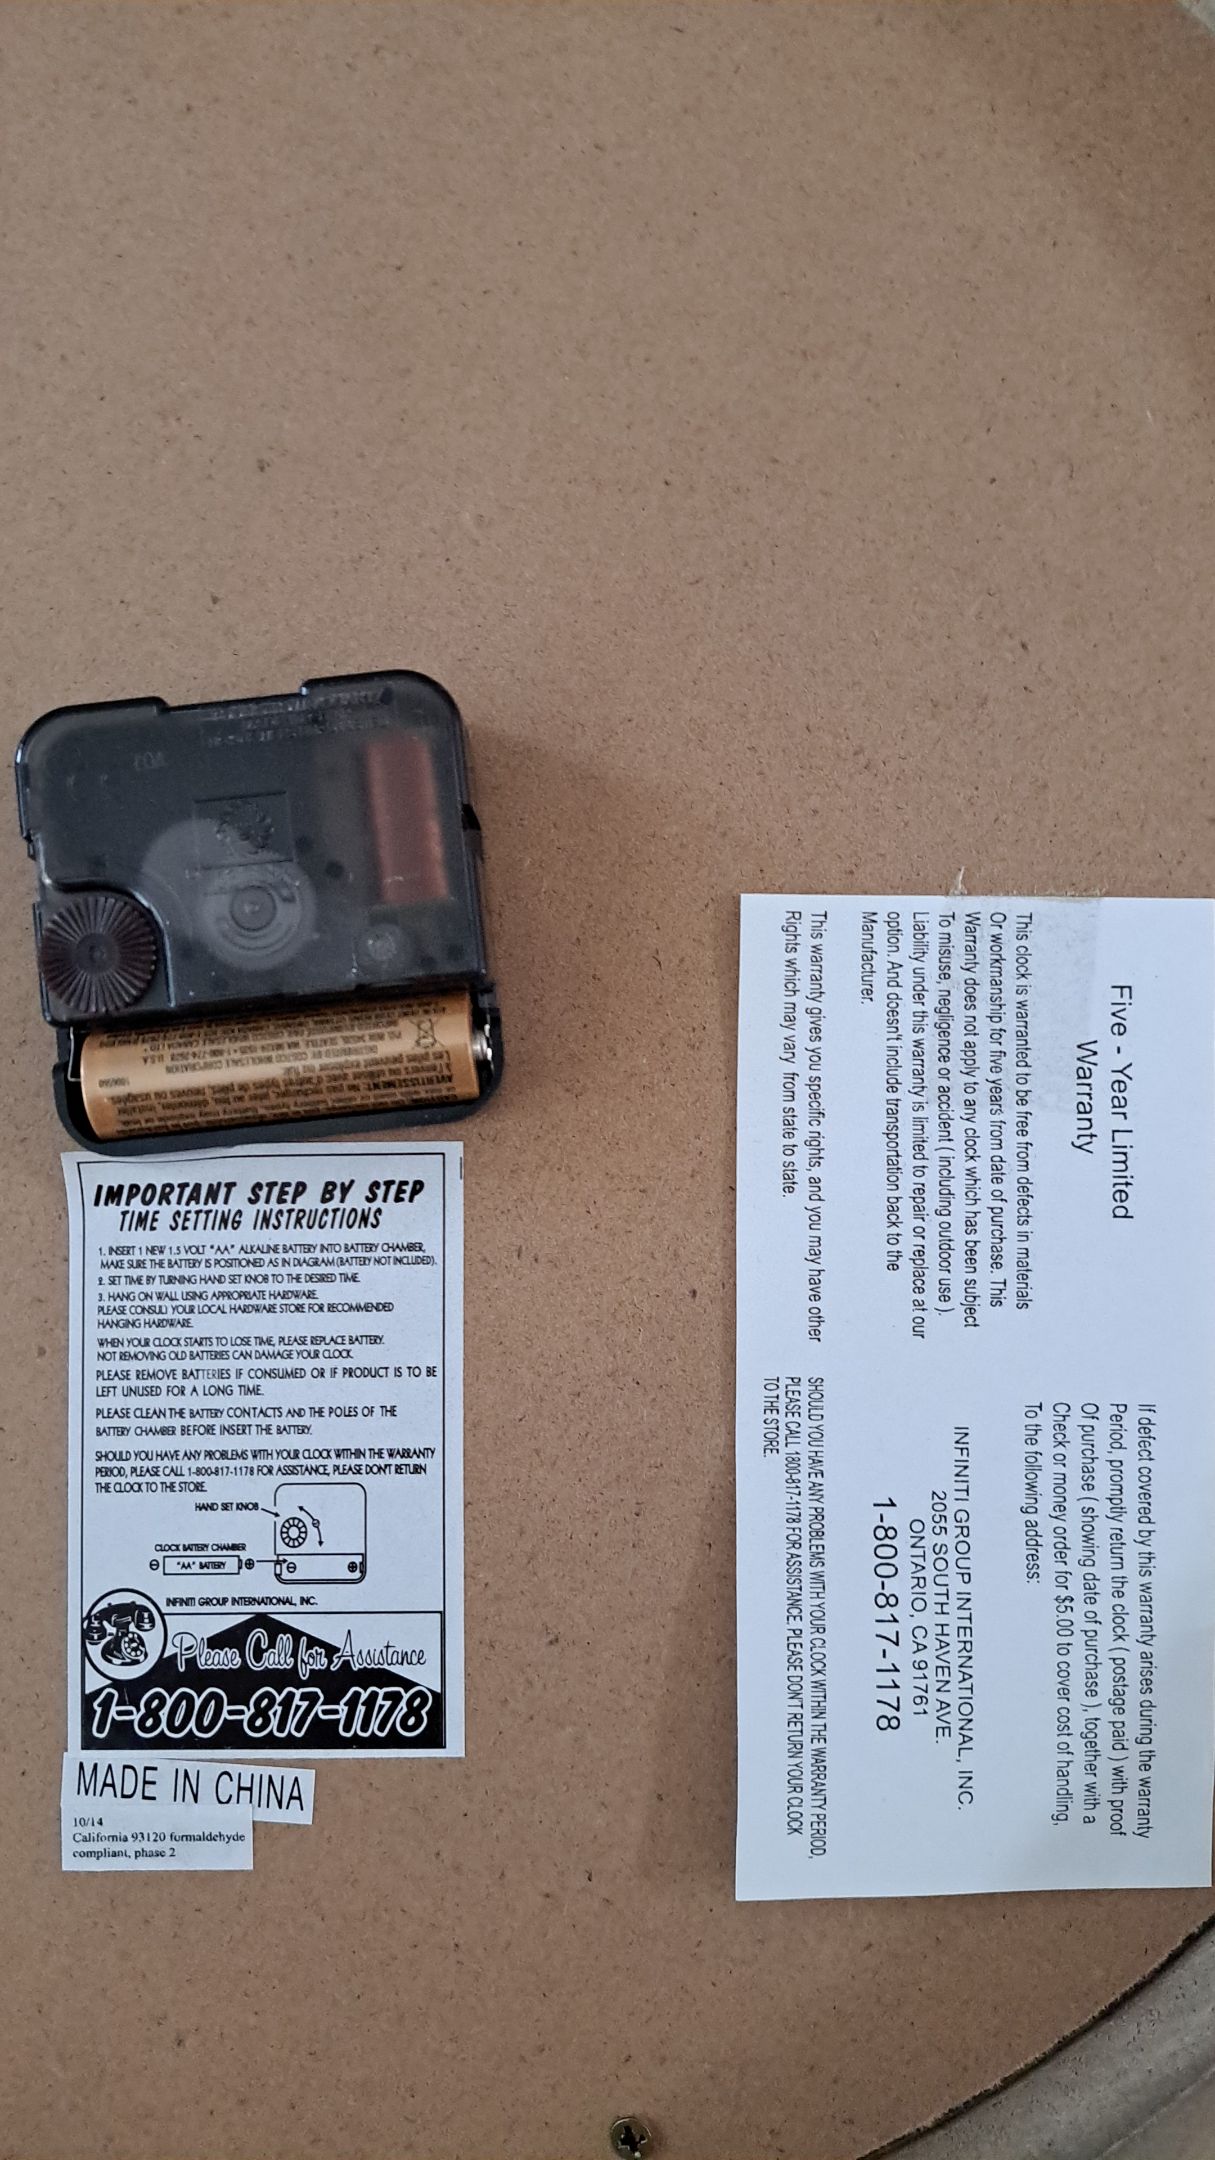 IMPORTANT STEP BY STEP
TIME SETTING INSTRUCTIONS
1. INSERT 1 NEW 1.5 VOLT "AA" ALKALINE BATTERY INTO BATTERY CHAMBER,
MAKE SURE THE BATTERY IS POSITIONED AS IN DIAGRAM (BATTERY NOT INCLUDED).
2. SET TIME BY TURNING HAND SET KNOB TO THE DESIRED TIME.
3. HANG ON WALL USING APPROPRIATE HARDWARE.
PLEASE CONSULJ YOUR LOCAL HARDWARE STORE FOR RECOMMENDED
HANGING HARDWARE.
WHEN YOUR CLOCK STARTS TO LOSE TIME, PLEASE REPLACE BATTERY.
NOT REMOVING OLD BATTERIES CAN DAMAGE YOUR CLOCK.
PLEASE REMOVE BATTERIES IF CONSUMED OR IF PRODUCT IS TO BE
LEFT UNUSED FOR A LONG TIME.
PLEASE CLEAN THE BATTERY CONTACTS AND THE POLES OF THE
BATTERY CHAMBER BEFORE INSERT THE BATTERY.
SHOULD YOU HAVE ANY PROBLEMS WITH YOUR CLOCK WITHIN THE WARRANTY
PERIOD, PLEASE CALL 1-800-817-1178 FOR ASSISTANCE, PLEASE DON'T RETURN
THE CLOCK TO THE STORE.
HAND SET KNOB
CLOCK BATTERY CHAMBER
"AA" BATTERY
INFINITI GROUP INTERNATIONAL, INC.
Please Call for Assistance
1-800-817-1178
MADE IN CHINA
10/14
California 93120 formaldehyde
compliant, phase 2
Five - Year Limited
Warranty
This clock is warranted to be free from defects in materials
Or workmanship for five years from date of purchase. This
Warranty does not apply to any clock which has been subject
To misuse, negligence or accident ( including outdoor use ).
Liability under this warranty is limited to repair or replace at our
option. And doesn't include transportation back to the
Manufacturer.
This warranty gives you specific rights, and you may have other
Rights which may vary from state to state.
If defect covered by this warranty arises during the warranty
Period, promptly return the clock ( postage paid ) with proof
Of purchase ( showing date of purchase ), together with a
Check or money order for $5.00 to cover cost of handling,
To the following address:
INFINITI GROUP INTERNATIONAL, INC.
2055 SOUTH HAVEN AVE.
ONTARIO, CA 91761
1-800-817-1178
SHOULD YOU HAVE ANY PROBLEMS WITH YOUR CLOCK WITHIN THE WARRANTY PERIOD,
PLEASE CALL 1800-817-1178 FOR ASSISTANCE. PLEASE DON'T RETURN YOUR CLOCK
TO THE STORE.